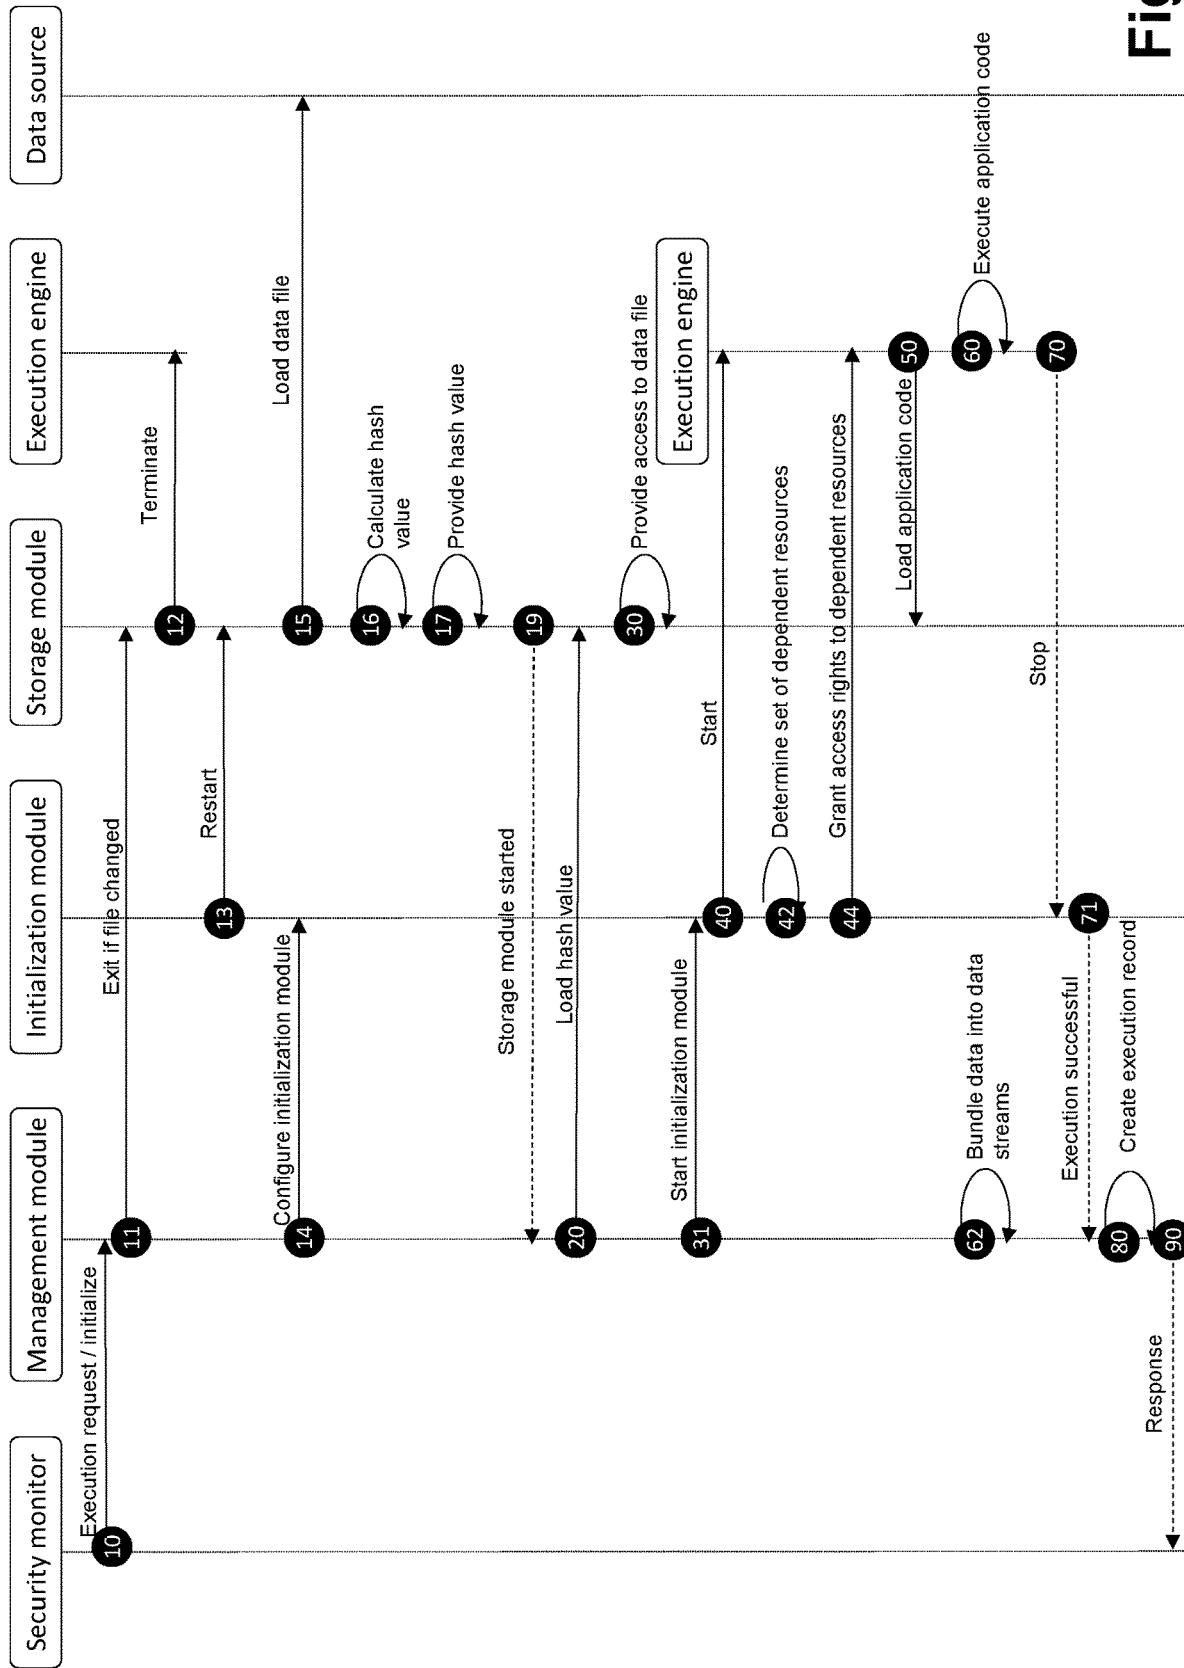 Security monitor
Management module
Initialization module
Storage module
Execution engine
Data source
10
Execution request / initialize
11
Exit if file changed
12
Terminate
13
Restart
14
Configure initialization module
15
Load data file
16
Calculate hash
value
17
Provide hash value
19
Storage module started
20
Load hash value
30
Provide access to data file
31
Start initialization module
Execution engine
40
Start
42
Determine set of dependent resources
44
Grant access rights to dependent resources
50
Load application code
60
Execute application code
62
Bundle data into data
streams
70
Stop
71
Execution successful
80
Create execution record
90
Response
Fig